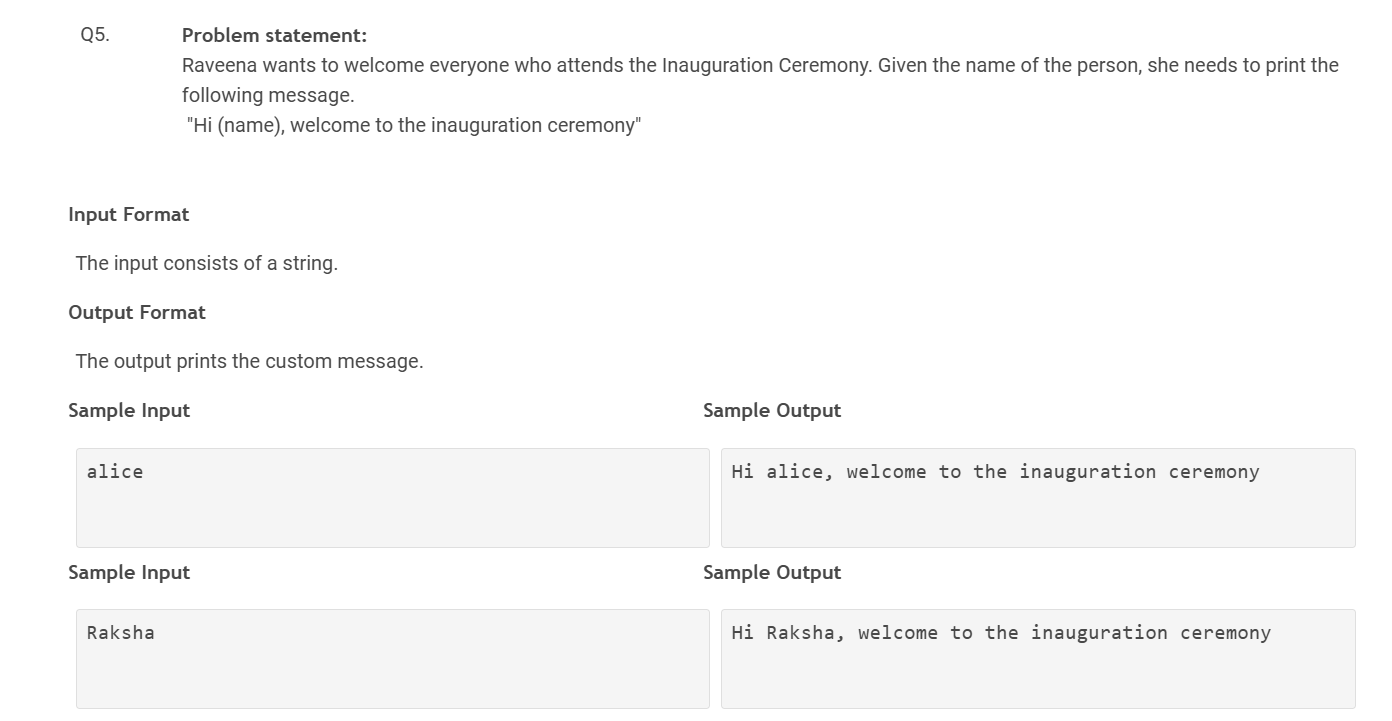 Q5. Problem statement:
Raveena wants to welcome everyone who attends the Inauguration Ceremony. Given the name of the person, she needs to print the
following message.
"Hi (name), welcome to the inauguration ceremony"
Input Format
The input consists of a string.
Output Format
The output prints the custom message.
Sample Input Sample Output
alice Hi alice, welcome to the inauguration ceremony
Sample Input Sample Output
Raksha Hi Raksha, welcome to the inauguration ceremony